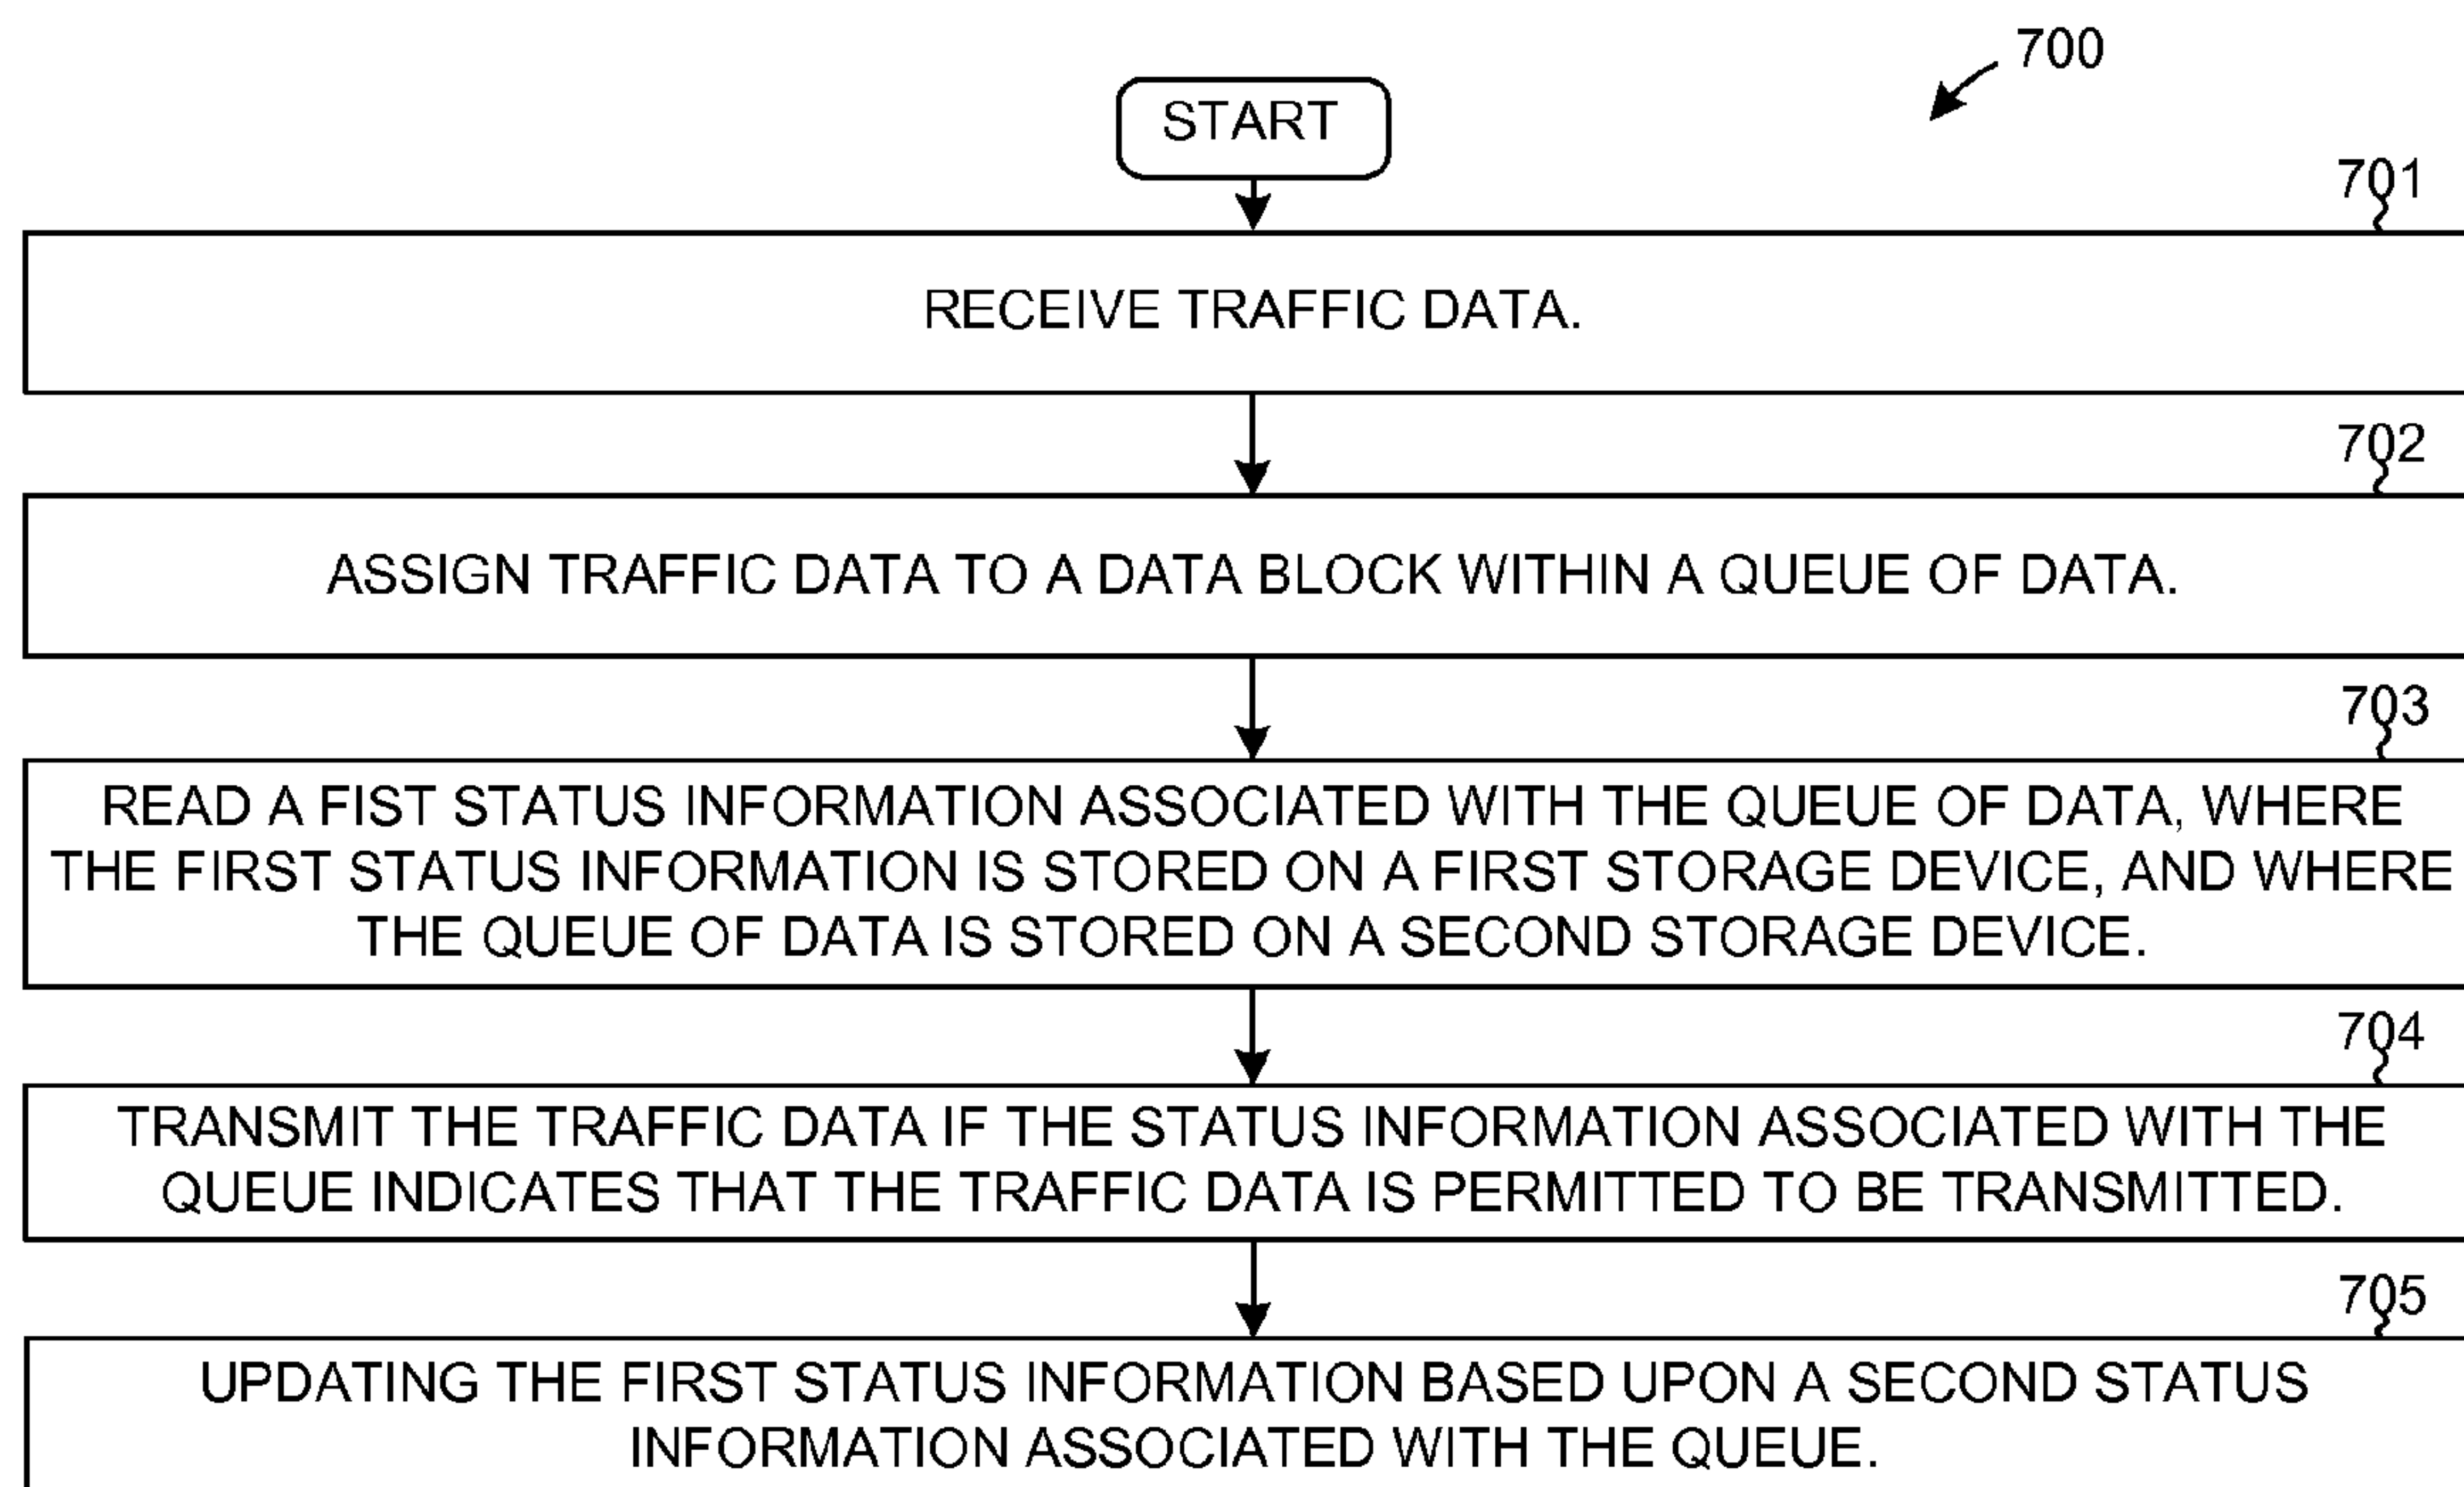 700
START
701
RECEIVE TRAFFIC DATA.
702
ASSIGN TRAFFIC DATA TO A DATA BLOCK WITHIN A QUEUE OF DATA.
703
READ A FIST STATUS INFORMATION ASSOCIATED WITH THE QUEUE OF DATA, WHERE
THE FIRST STATUS INFORMATION IS STORED ON A FIRST STORAGE DEVICE, AND WHERE
THE QUEUE OF DATA IS STORED ON A SECOND STORAGE DEVICE.
704
TRANSMIT THE TRAFFIC DATA IF THE STATUS INFORMATION ASSOCIATED WITH THE
QUEUE INDICATES THAT THE TRAFFIC DATA IS PERMITTED TO BE TRANSMITTED.
705
UPDATING THE FIRST STATUS INFORMATION BASED UPON A SECOND STATUS
INFORMATION ASSOCIATED WITH THE QUEUE.